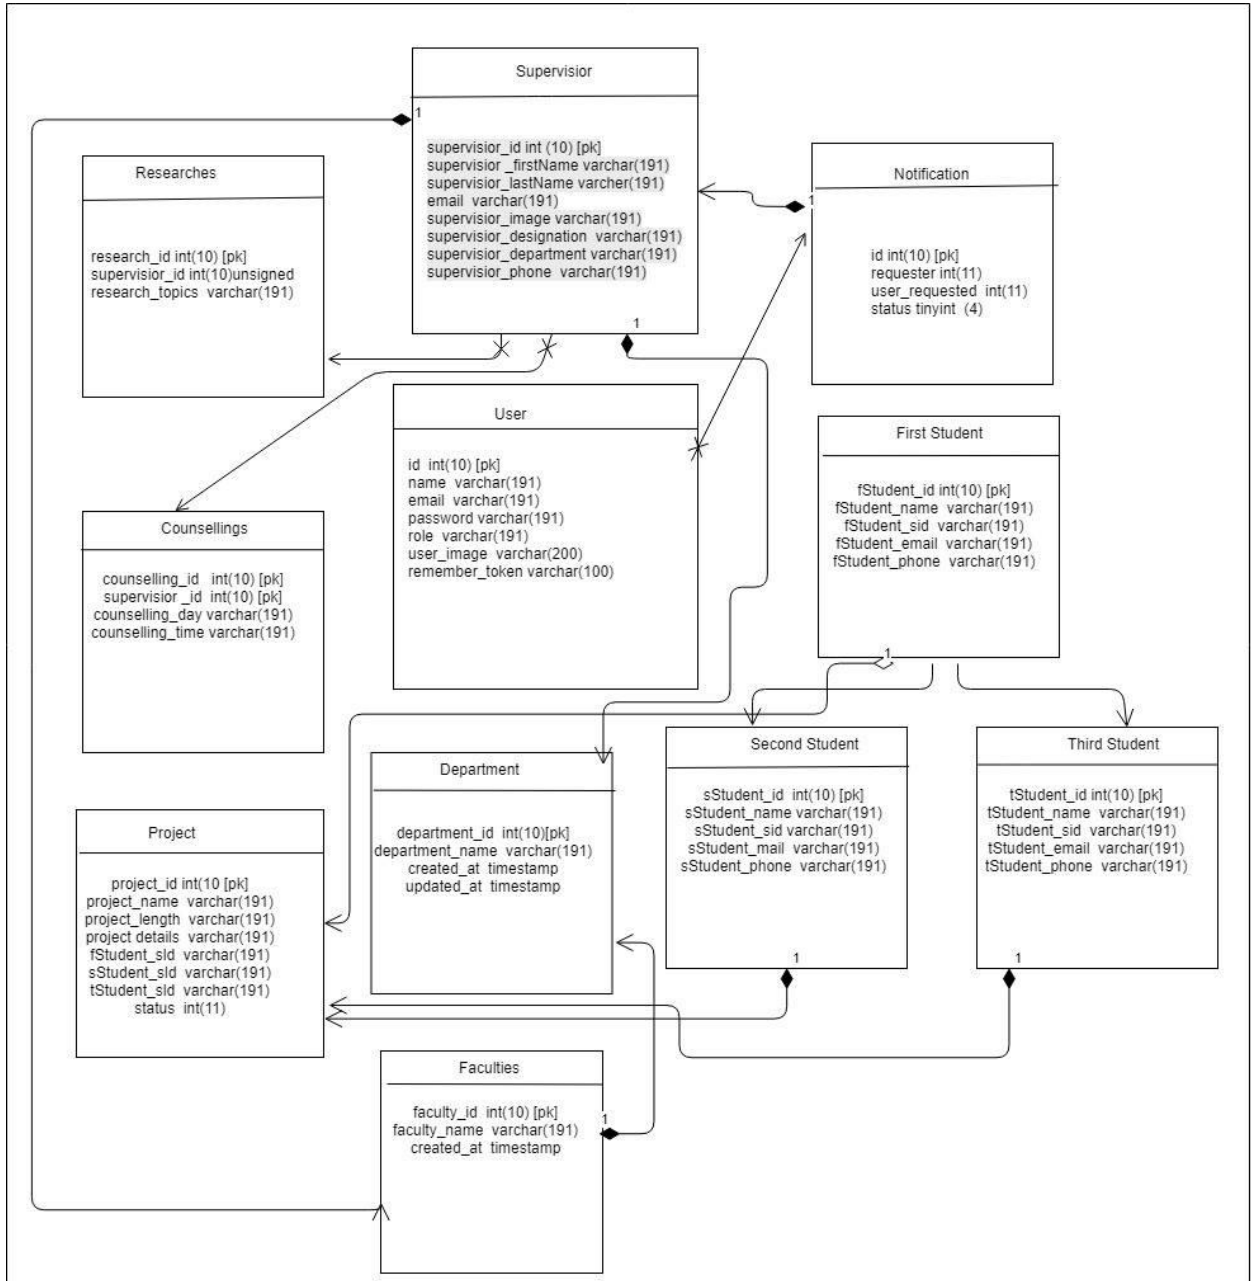 Supervisior
1
supervisior_id int (10) [pk]
supervisior _firstName varchar(191)
supervisior_lastName varcher(191)
email varchar(191)
supervisior_image varchar(191)
supervisior_designation varchar(191)
supervisior_department varchar(191)
supervisior_phone varchar(191)
1
Researches
research_id int(10) [pk]
supervisior_id int(10)unsigned
research_topics varchar(191)
Notification
1
id int(10) [pk]
requester int(11)
user_requested int(11)
status tinyint (4)
User
id int(10) [pk]
name varchar(191)
email varchar(191)
password varchar(191)
role varchar(191)
user_image varchar(200)
remember_token varchar(100)
First Student
fStudent_id int(10) [pk]
fStudent_name varchar(191)
fStudent_sid varchar(191)
fStudent_email varchar(191)
fStudent_phone varchar(191)
1
Counsellings
counselling_id int(10) [pk]
supervisior _id int(10) [pk]
counselling_day varchar(191)
counselling_time varchar(191)
Department
department_id int(10)[pk]
department_name varchar(191)
created_at timestamp
updated_at timestamp
Second Student
sStudent_id int(10) [pk]
sStudent_name varchar(191)
sStudent_sid varchar(191)
sStudent_mail varchar(191)
sStudent_phone varchar(191)
1
Third Student
tStudent_id int(10) [pk]
tStudent_name varchar(191)
tStudent_sid varchar(191)
tStudent_email varchar(191)
tStudent_phone varchar(191)
1
Project
project_id int(10 [pk]
project_name varchar(191)
project_length varchar(191)
project details varchar(191)
fStudent_sId varchar(191)
sStudent_sId varchar(191)
tStudent_sId varchar(191)
status int(11)
Faculties
faculty_id int(10) [pk]
faculty_name varchar(191)
created_at timestamp
1